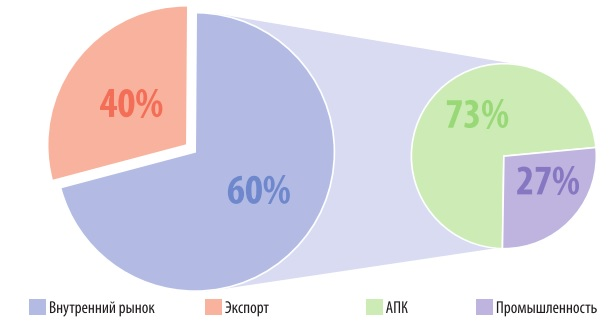 40%
60%
73%
27%
Внутренний рынок
Экспорт
АПК
Промышленность